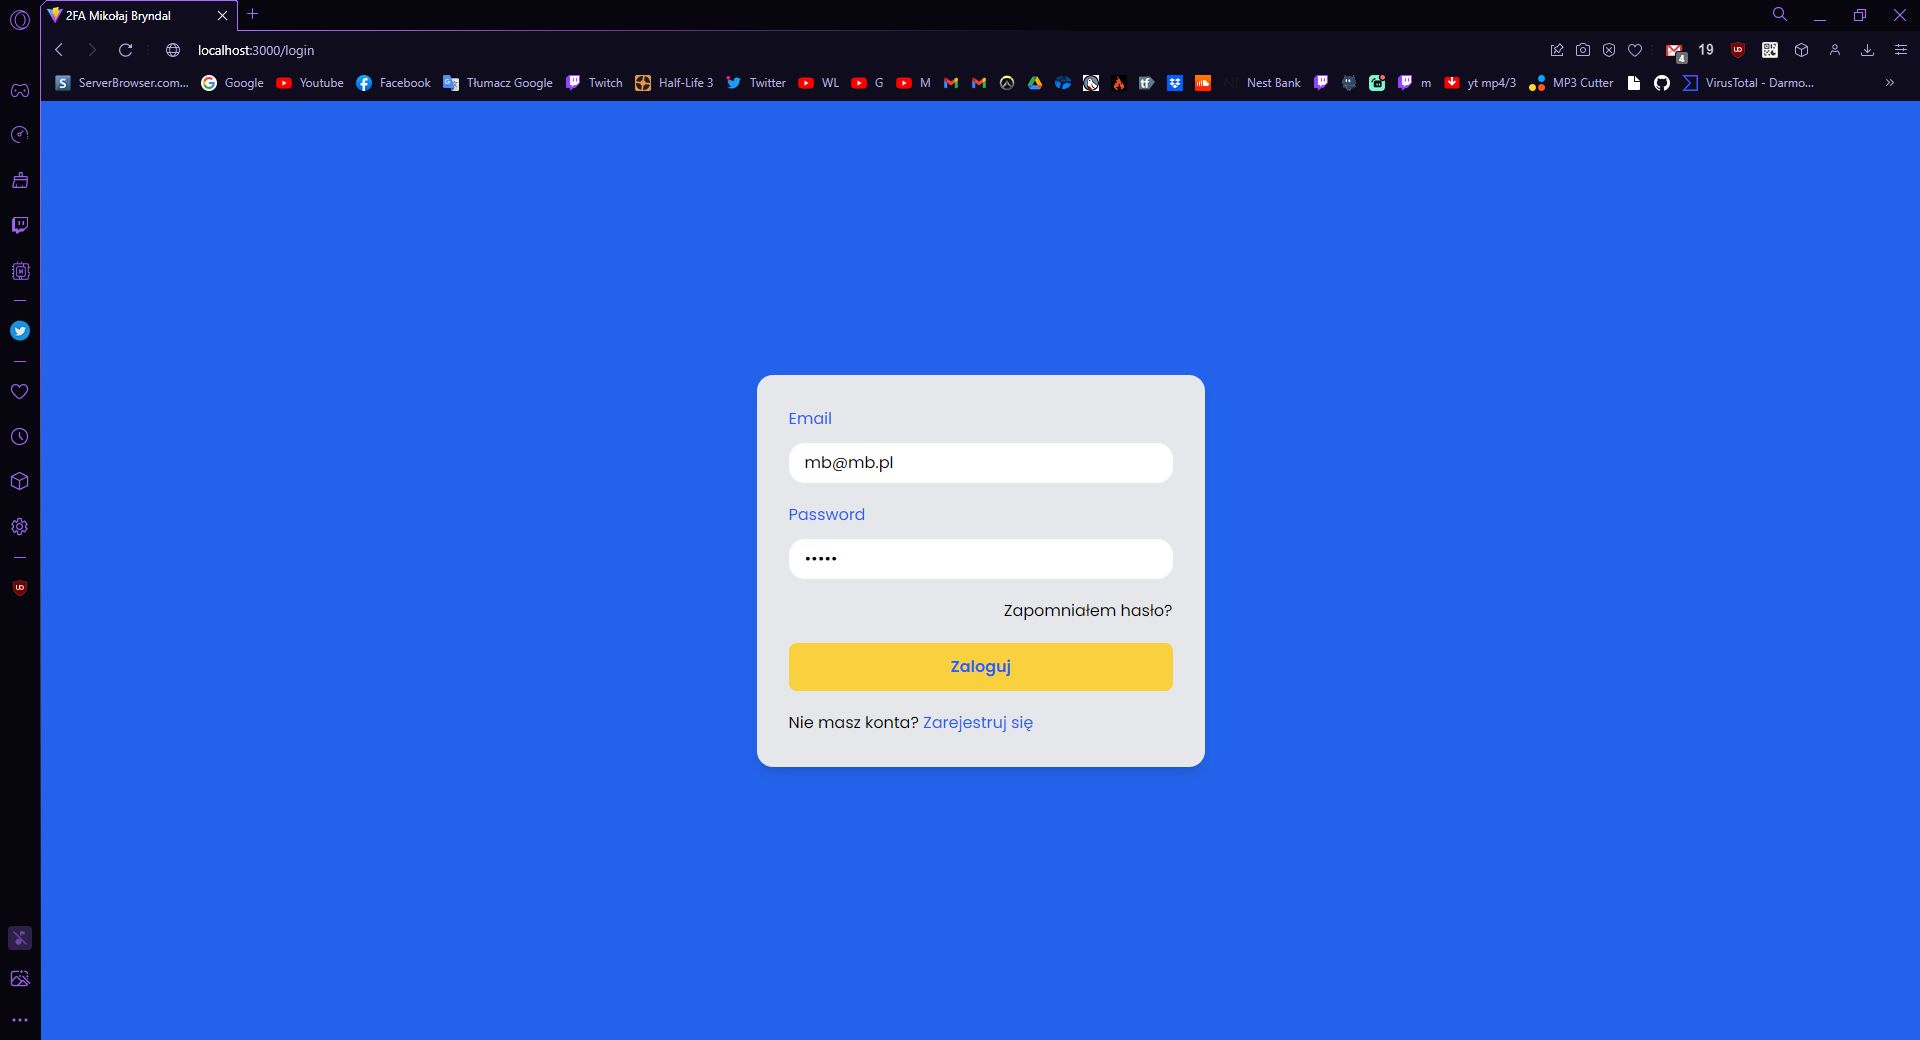 2FA Mikołaj Bryndal
localhost:3000/login
4
19
ServerBrowser.com... Google Youtube Facebook Tłumacz Google Twitch Half-Life 3 Twitter WL G M Nest Bank m yt mp4/3 MP3 Cutter VirusTotal - Darmo...
Email
mb@mb.pl
Password
•••••
Zapomniałem hasło?
Zaloguj
Nie masz konta? Zarejestruj się